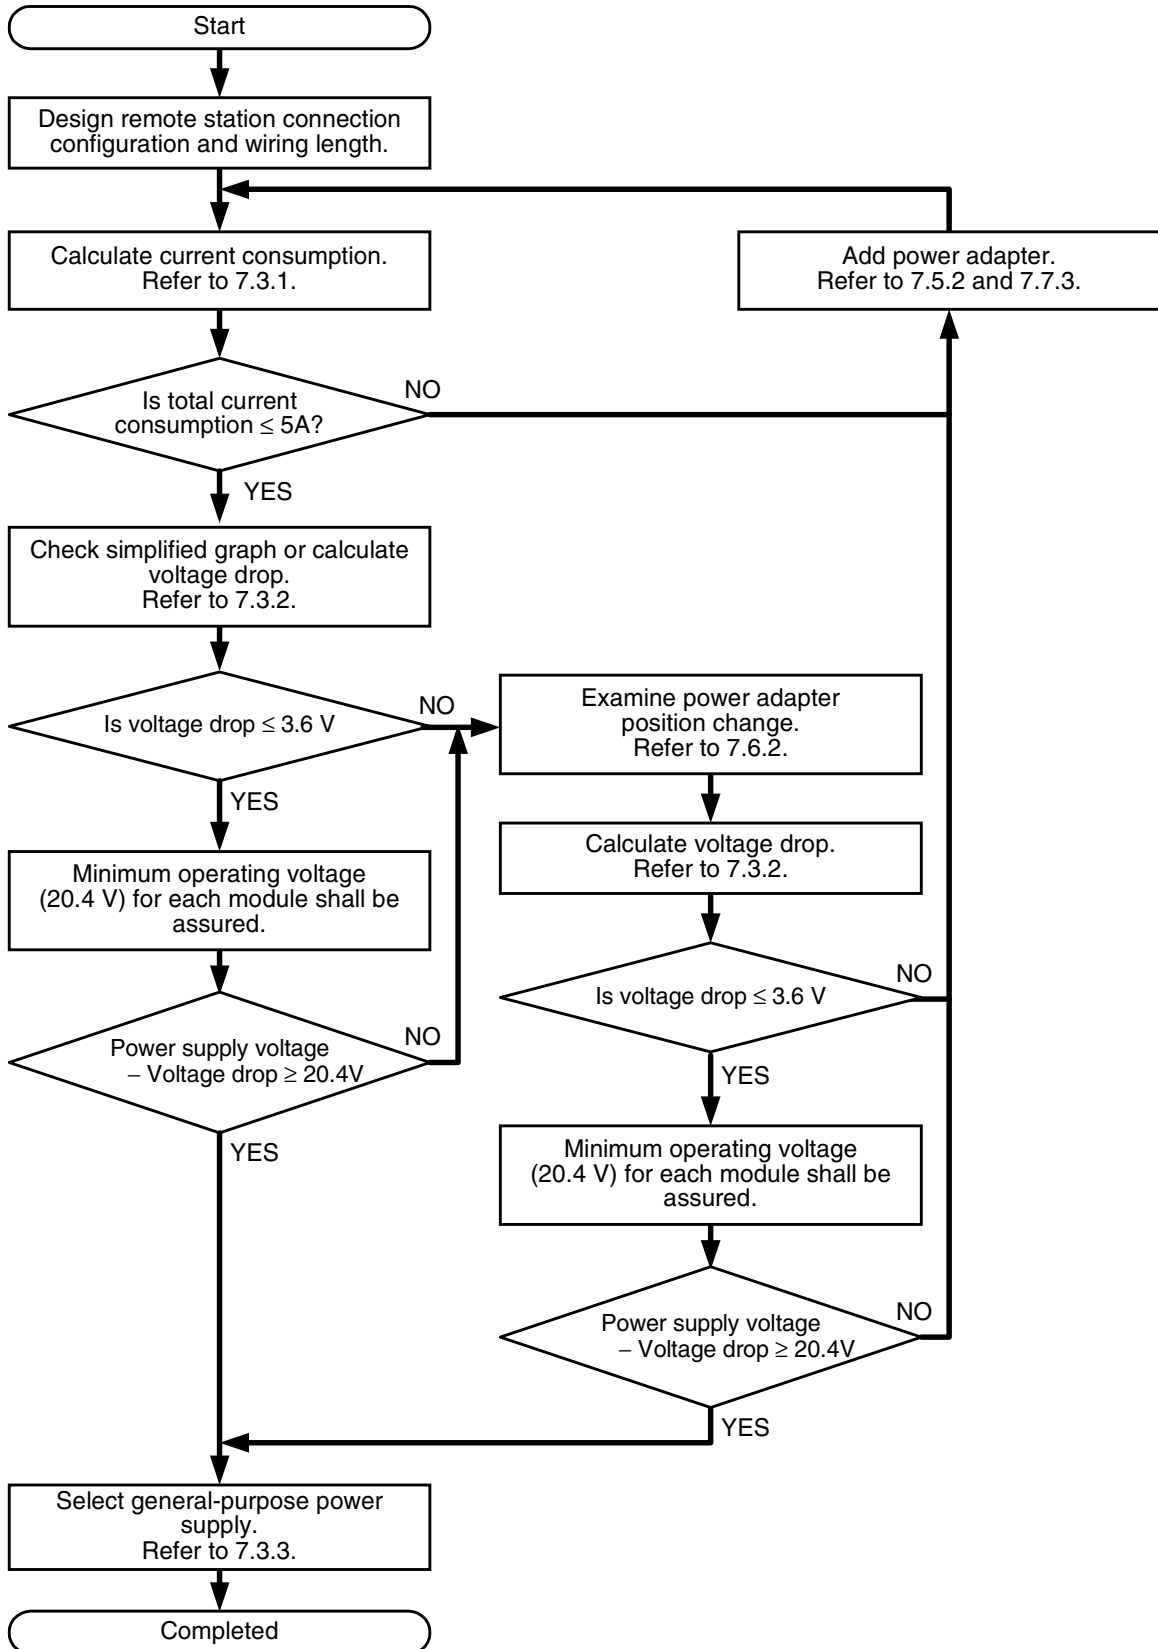 Start
Design remote station connection
configuration and wiring length.
Calculate current consumption.
Refer to 7.3.1.
Add power adapter.
Refer to 7.5.2 and 7.7.3.
Is total current
consumption ≤ 5A?
NO
YES
Check simplified graph or calculate
voltage drop.
Refer to 7.3.2.
Is voltage drop ≤ 3.6 V
NO
YES
Examine power adapter
position change.
Refer to 7.6.2.
Minimum operating voltage
(20.4 V) for each module shall be
assured.
Calculate voltage drop.
Refer to 7.3.2.
Power supply voltage
– Voltage drop ≥ 20.4V
NO
YES
Is voltage drop ≤ 3.6 V
NO
YES
Minimum operating voltage
(20.4 V) for each module shall be
assured.
Power supply voltage
– Voltage drop ≥ 20.4V
NO
YES
Select general-purpose power
supply.
Refer to 7.3.3.
Completed